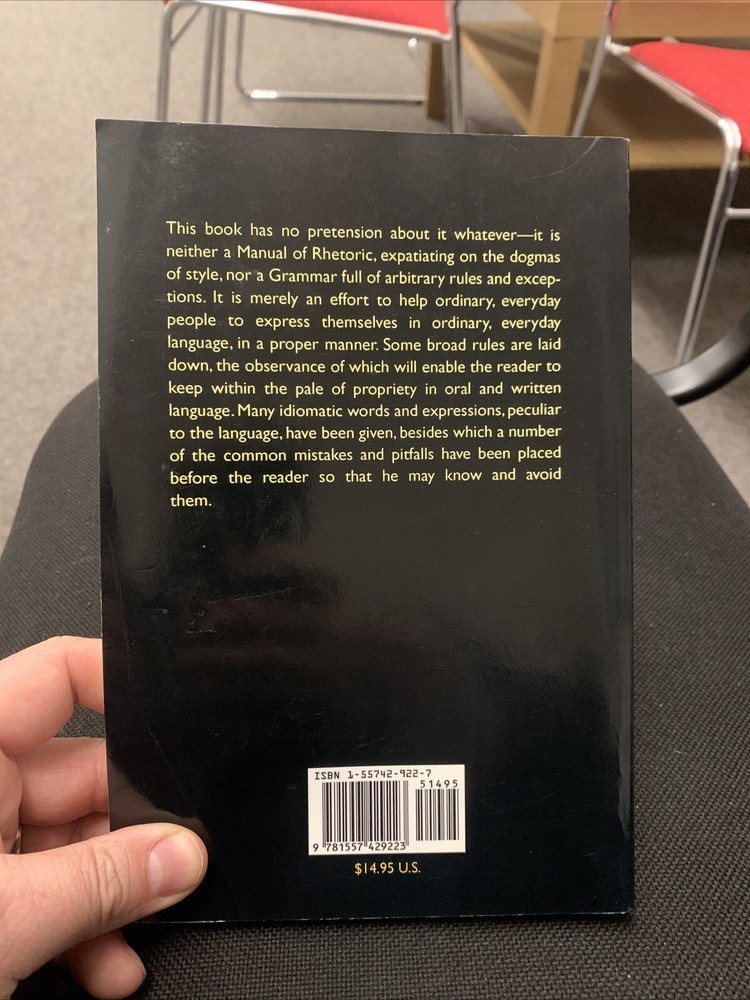 This book has no pretension about it whatever—it is
neither a Manual of Rhetoric, expatiating on the dogmas
of style, nor a Grammar full of arbitrary rules and excep-
tions. It is merely an effort to help ordinary, everyday
people to express themselves in ordinary, everyday
language, in a proper manner. Some broad rules are laid
down, the observance of which will enable the reader to
keep within the pale of propriety in oral and written
language. Many idiomatic words and expressions, peculiar
to the language, have been given, besides which a number
of the common mistakes and pitfalls have been placed
before the reader so that he may know and avoid
them.
ISBN 1-55742-922-7
51495
9 781557 429223
$14.95 U.S.